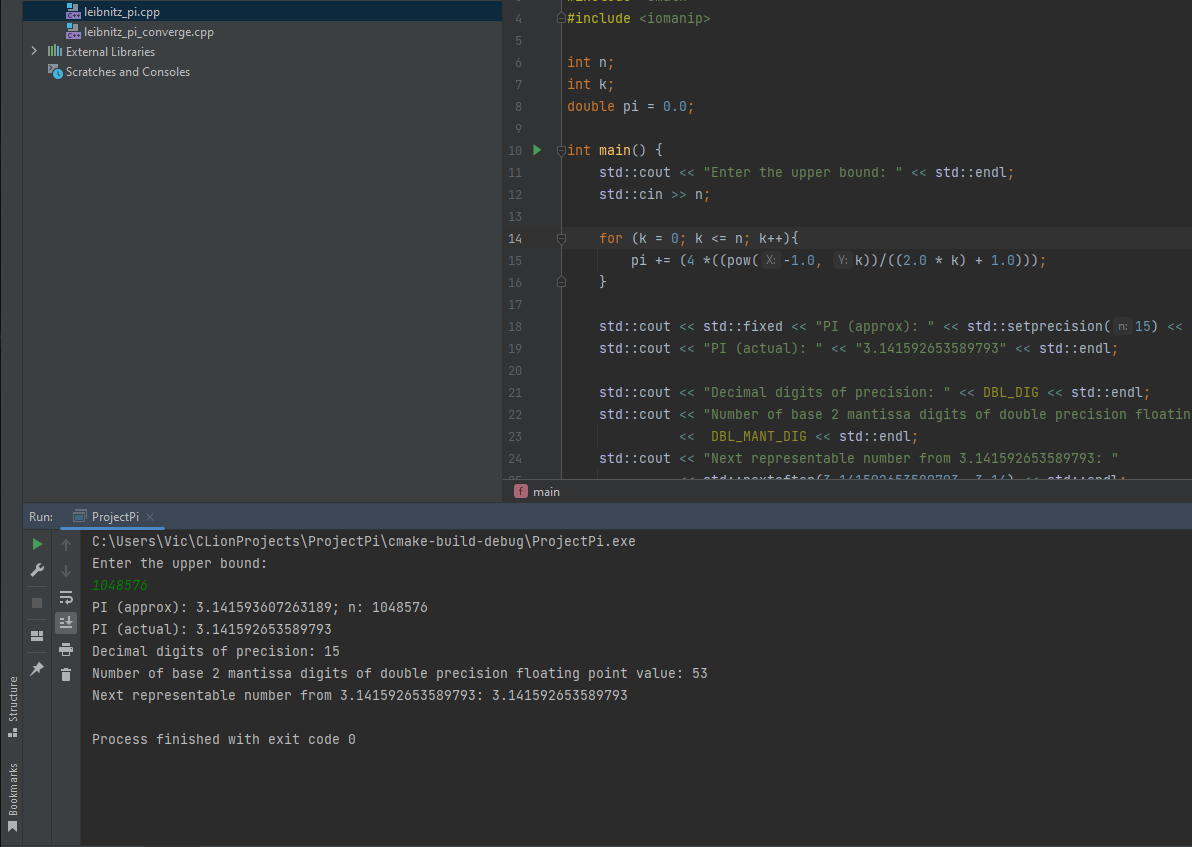 leibnitz_pi.cpp
leibnitz_pi_converge.cpp
External Libraries
Scratches and Consoles
4 #include <iomanip>
5
6 int n;
7 int k;
8 double pi = 0.0;
9
10 int main() {
11 std::cout << "Enter the upper bound: " << std::endl;
12 std::cin >> n;
13
14 for (k = 0; k <= n; k++){
15 pi += (4 *((pow( X: -1.0, Y: k))/((2.0 * k) + 1.0)));
16 }
17
18 std::cout << std::fixed << "PI (approx): " << std::setprecision( n: 15) <<
19 std::cout << "PI (actual): " << "3.141592653589793" << std::endl;
20
21 std::cout << "Decimal digits of precision: " << DBL_DIG << std::endl;
22 std::cout << "Number of base 2 mantissa digits of double precision floatin
23 << DBL_MANT_DIG << std::endl;
24 std::cout << "Next representable number from 3.141592653589793: "
<< std::nextafter(3.141592653589793, 3.14) << std::endl;
f main
Run: ProjectPi
C:\Users\Vic\CLionProjects\ProjectPi\cmake-build-debug\ProjectPi.exe
Enter the upper bound:
1048576
PI (approx): 3.141593607263189; n: 1048576
PI (actual): 3.141592653589793
Decimal digits of precision: 15
Number of base 2 mantissa digits of double precision floating point value: 53
Next representable number from 3.141592653589793: 3.141592653589793
Process finished with exit code 0
Structure
Bookmarks